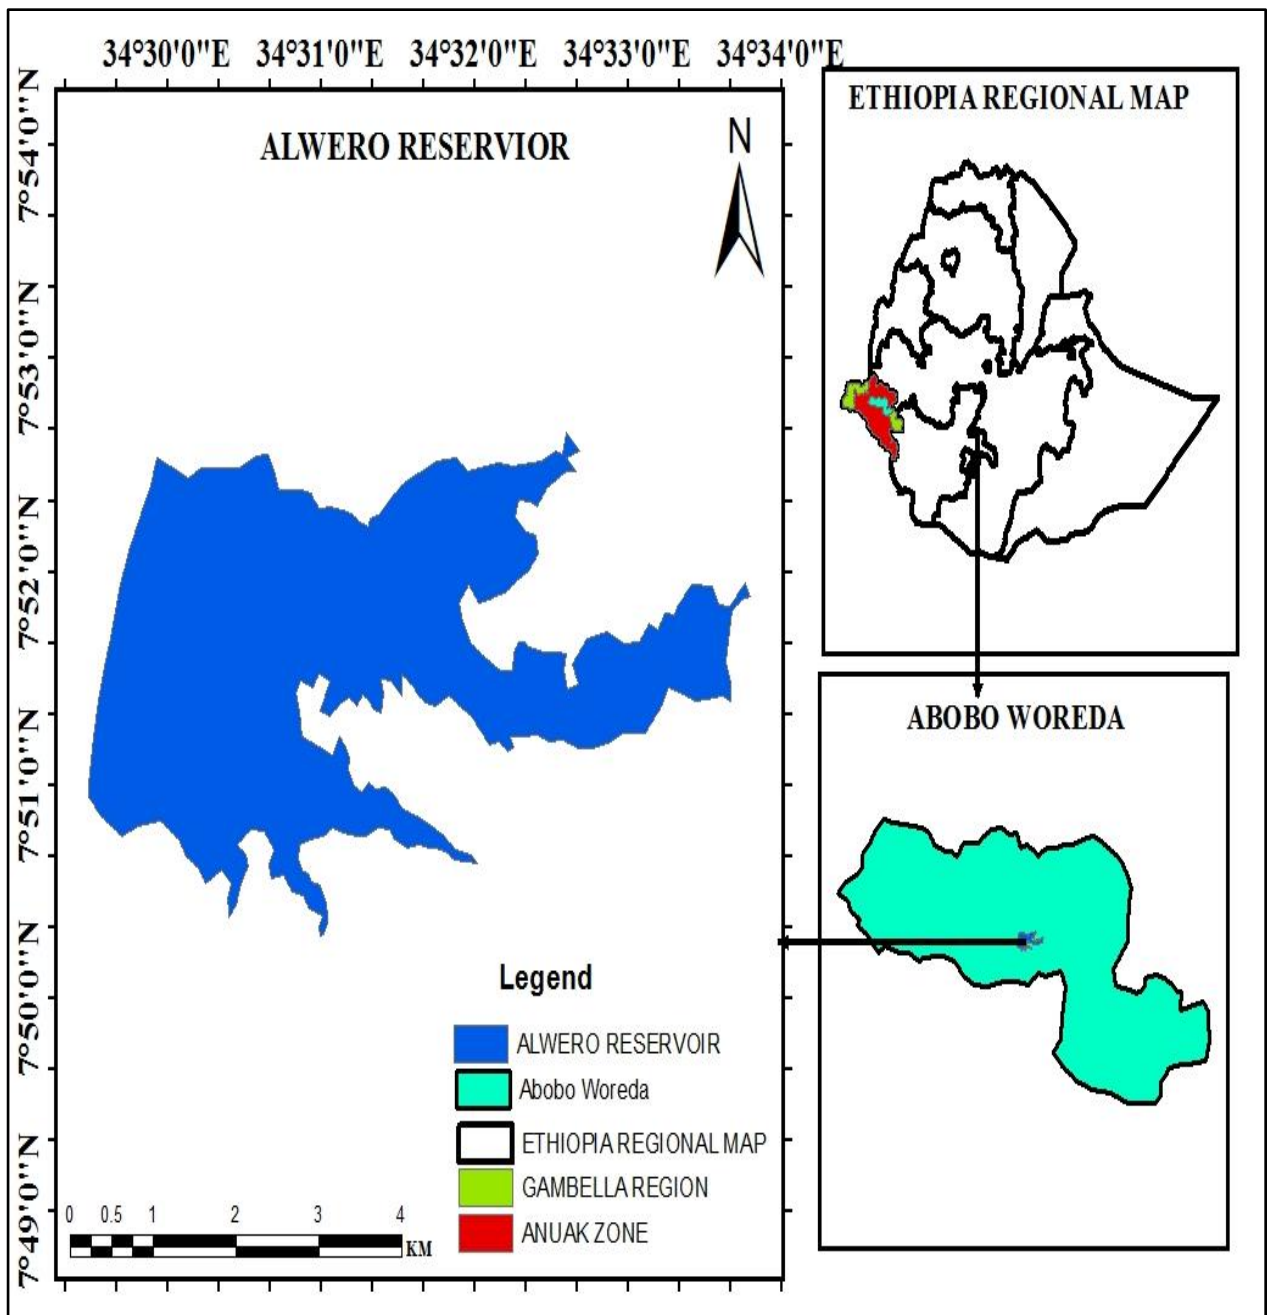 34°30'0"E 34°31'0"E 34°32'0"E 34°33'0"E 34°34'0"E
7°54'0"N
7°53'0"N
7°52'0"N
7°51'0"N
7°50'0"N
7°49'0"N
ALWERO RESERVIOR
N
Legend
ALWERO RESERVOIR
Abobo Woreda
ETHIOPIA REGIONAL MAP
GAMBELLA REGION
ANUAK ZONE
0 0.5 1 2 3 4
KM
ETHIOPIA REGIONAL MAP
ABOBO WOREDA